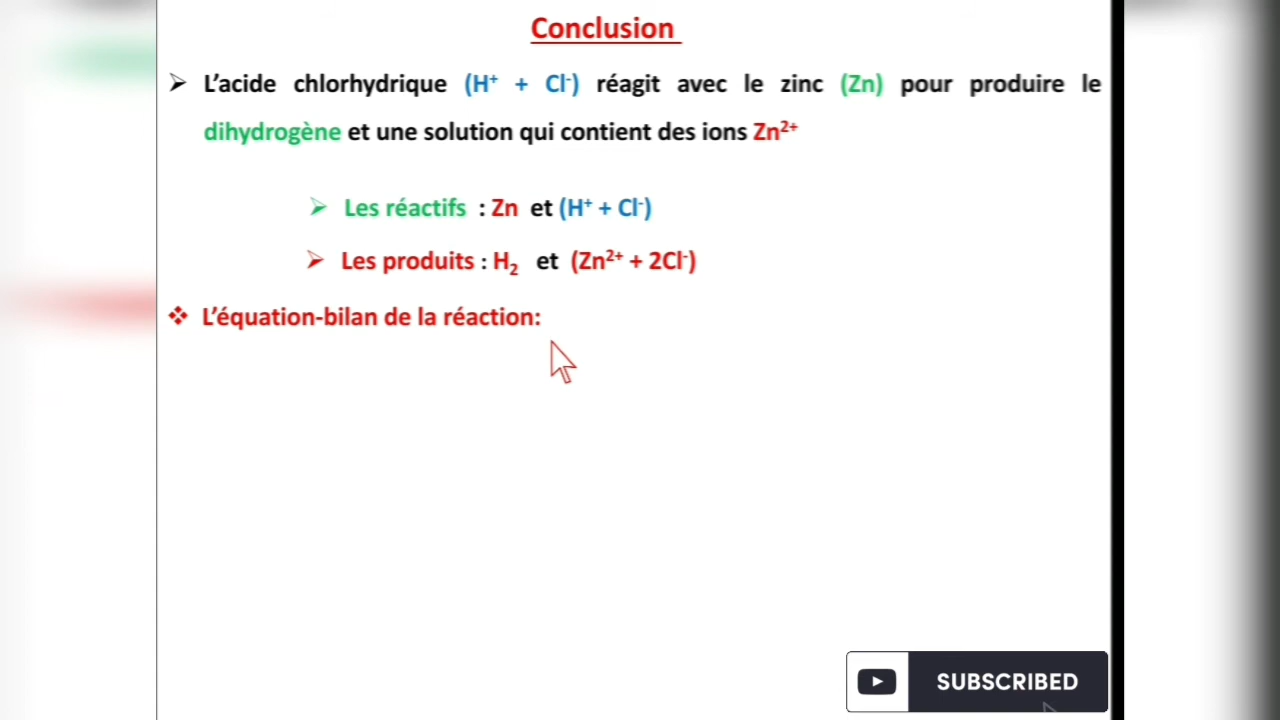 Conclusion
➢ L’acide chlorhydrique (H⁺ + Cl⁻) réagit avec le zinc (Zn) pour produire le
dihydrogène et une solution qui contient des ions Zn²⁺
➢ Les réactifs : Zn et (H⁺ + Cl⁻)
➢ Les produits : H₂ et (Zn²⁺ + 2Cl⁻)
❖ L’équation-bilan de la réaction:
SUBSCRIBED